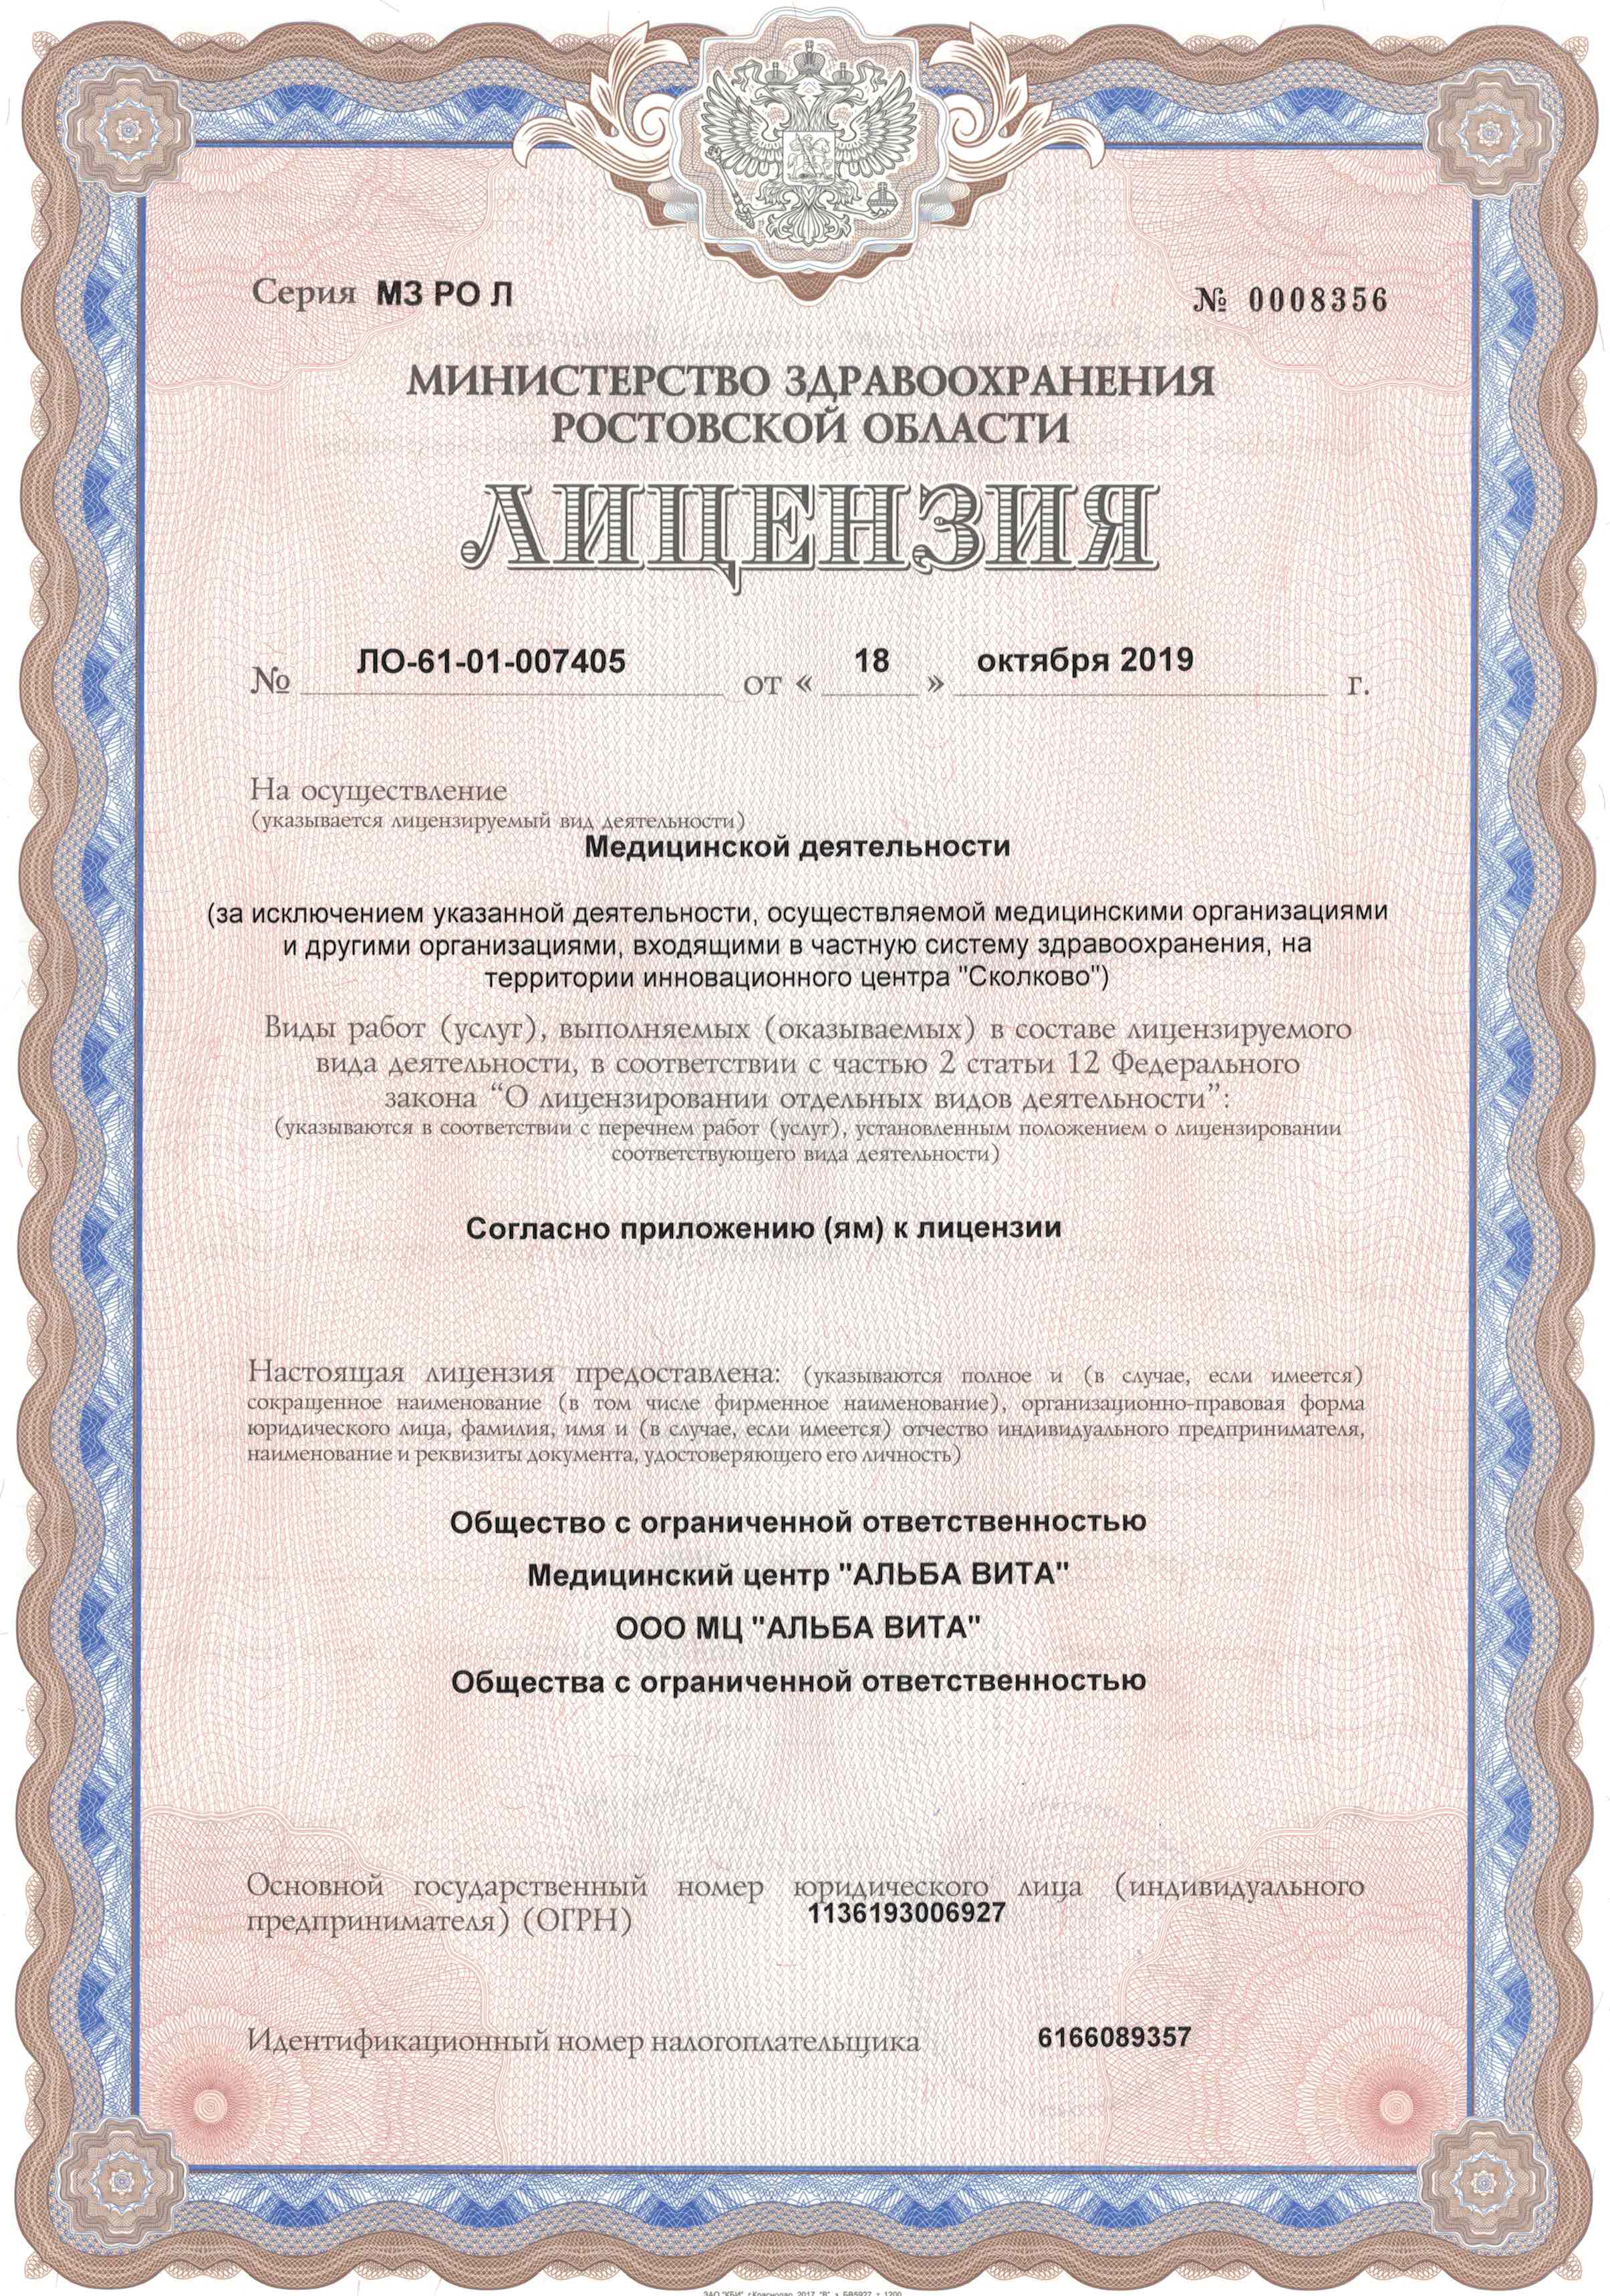 Серия МЗ РО Л № 0008356
МИНИСТЕРСТВО ЗДРАВООХРАНЕНИЯ
РОСТОВСКОЙ ОБЛАСТИ
ЛИЦЕНЗИЯ
№ ЛО-61-01-007405 от « 18 » октября 2019 г.
На осуществление
(указывается лицензируемый вид деятельности)
Медицинской деятельности
(за исключением указанной деятельности, осуществляемой медицинскими организациями
и другими организациями, входящими в частную систему здравоохранения, на
территории инновационного центра "Сколково")
Виды работ (услуг), выполняемых (оказываемых) в составе лицензируемого
вида деятельности, в соответствии с частью 2 статьи 12 Федерального
закона “О лицензировании отдельных видов деятельности”:
(указываются в соответствии с перечнем работ (услуг), установленным положением о лицензировании
соответствующего вида деятельности)
Согласно приложению (ям) к лицензии
Настоящая лицензия предоставлена: (указываются полное и (в случае, если имеется)
сокращенное наименование (в том числе фирменное наименование), организационно-правовая форма
юридического лица, фамилия, имя и (в случае, если имеется) отчество индивидуального предпринимателя,
наименование и реквизиты документа, удостоверяющего его личность)
Общество с ограниченной ответственностью
Медицинский центр "АЛЬБА ВИТА"
ООО МЦ "АЛЬБА ВИТА"
Общества с ограниченной ответственностью
Основной государственный номер юридического лица (индивидуального
предпринимателя) (ОГРН) 1136193006927
Идентификационный номер налогоплательщика 6166089357